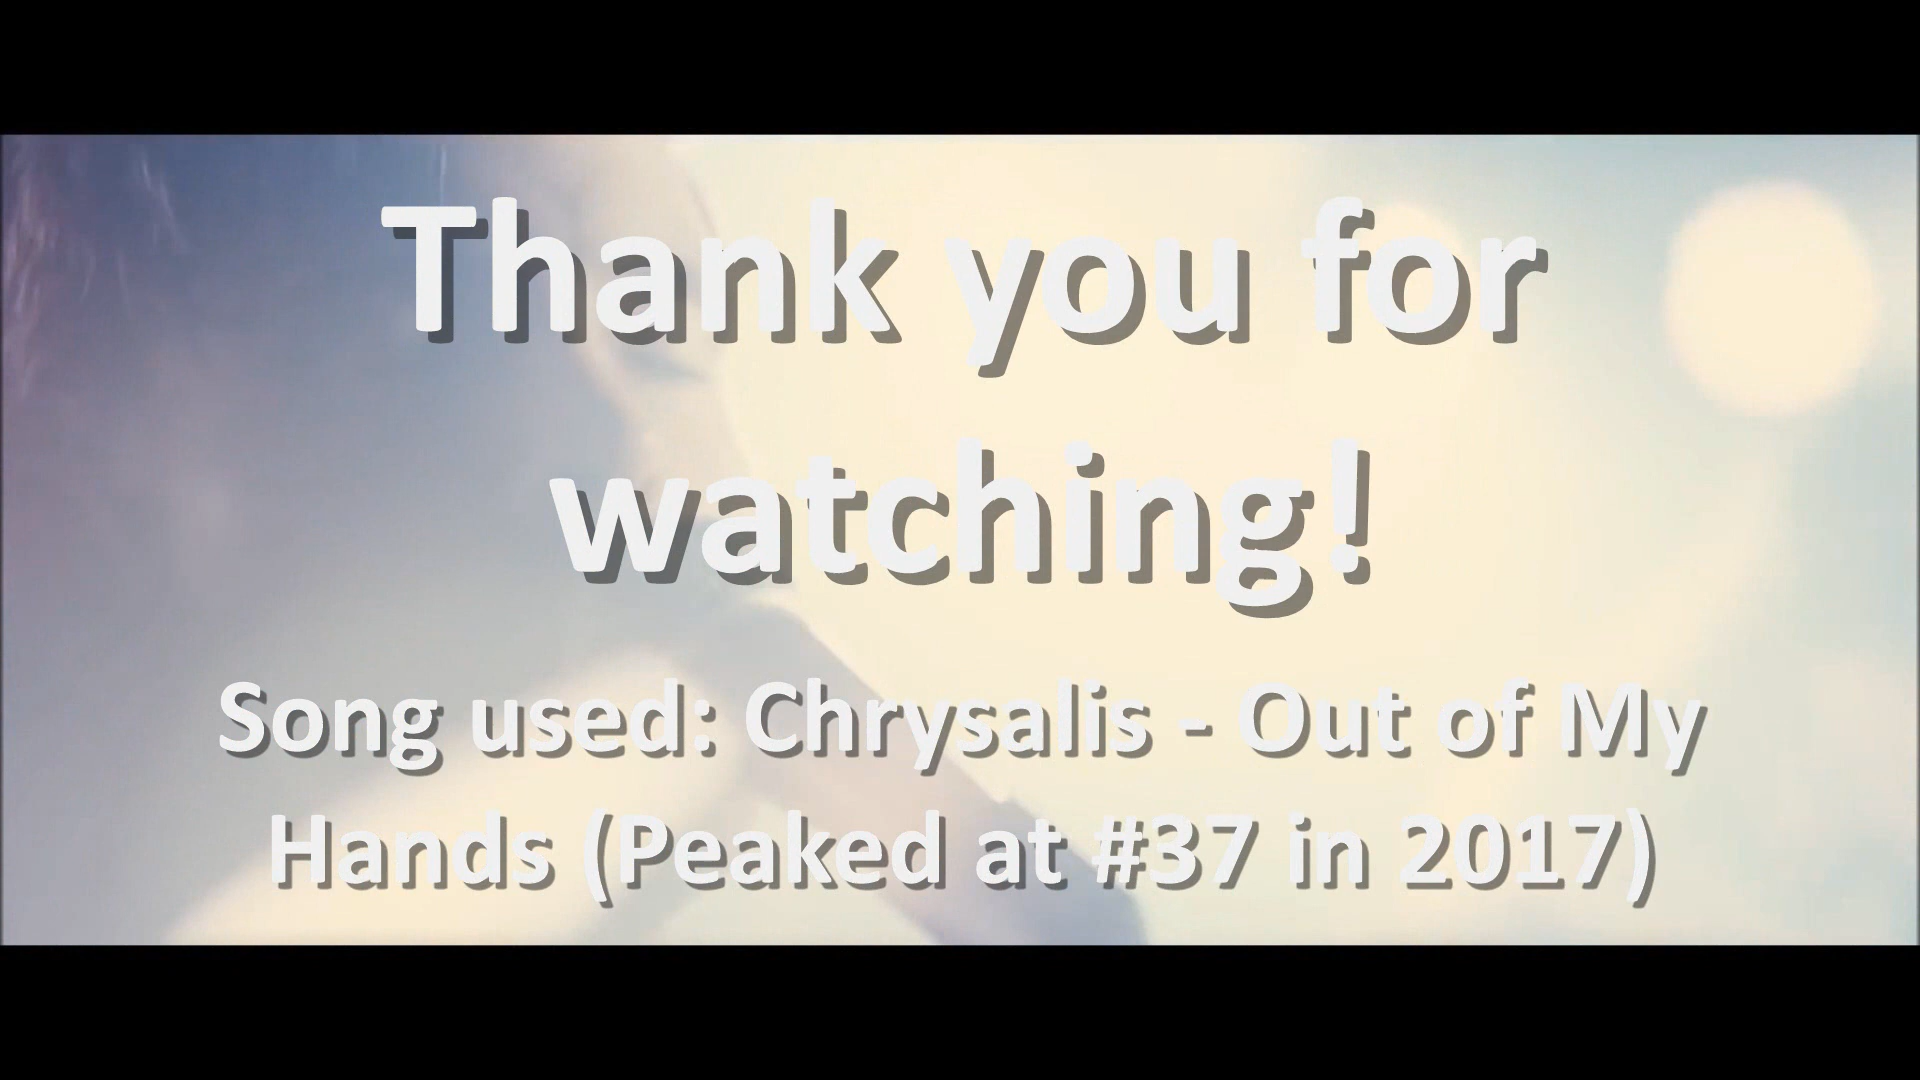 Thank you for
watching!
Song used: Chrysalis - Out of My
Hands (Peaked at #37 in 2017)